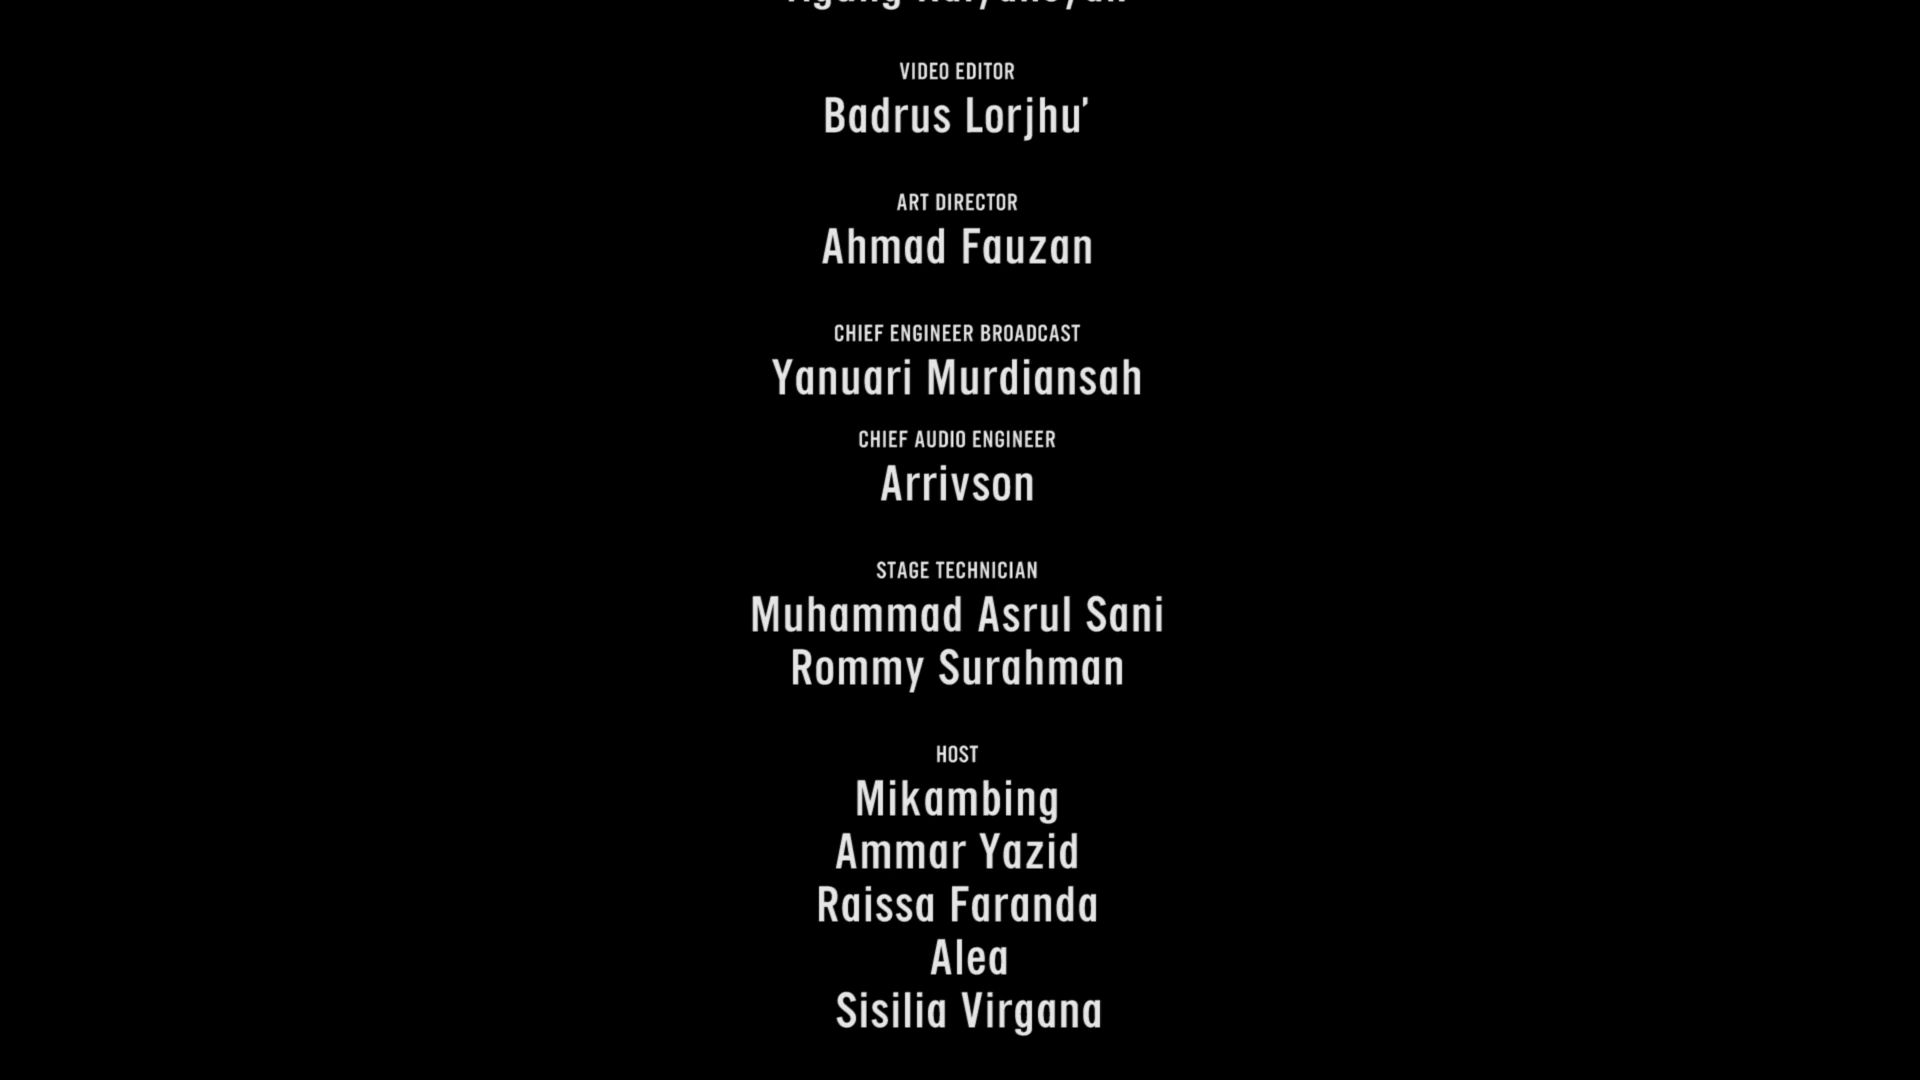 VIDEO EDITOR
Badrus Lorjhu’
ART DIRECTOR
Ahmad Fauzan
CHIEF ENGINEER BROADCAST
Yanuari Murdiansah
CHIEF AUDIO ENGINEER
Arrivson
STAGE TECHNICIAN
Muhammad Asrul Sani
Rommy Surahman
HOST
Mikambing
Ammar Yazid
Raissa Faranda
Alea
Sisilia Virgana